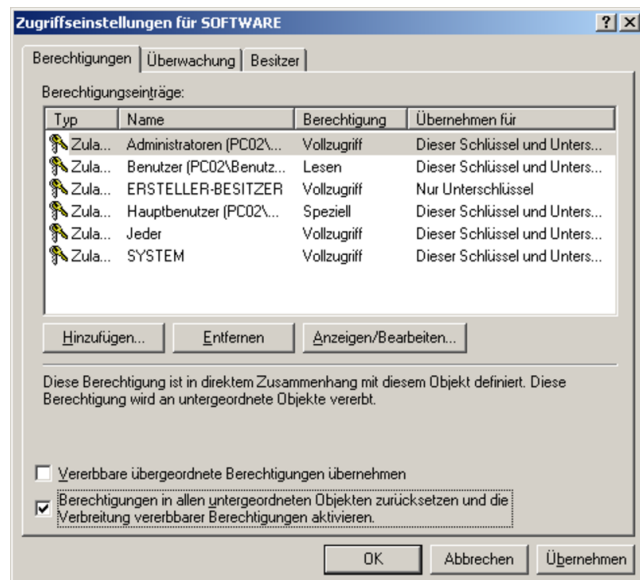 Zugriffseinstellungen für SOFTWARE
Berechtigungen Überwachung Besitzer
Berechtigungseinträge:
Typ Name Berechtigung Übernehmen für
Zula... Administratoren (PC02\... Vollzugriff Dieser Schlüssel und Unters...
Zula... Benutzer (PC02\Benutz... Lesen Dieser Schlüssel und Unters...
Zula... ERSTELLER-BESITZER Vollzugriff Nur Unterschlüssel
Zula... Hauptbenutzer (PC02\... Speziell Dieser Schlüssel und Unters...
Zula... Jeder Vollzugriff Dieser Schlüssel und Unters...
Zula... SYSTEM Vollzugriff Dieser Schlüssel und Unters...
Hinzufügen... Entfernen Anzeigen/Bearbeiten...
Diese Berechtigung ist in direktem Zusammenhang mit diesem Objekt definiert. Diese
Berechtigung wird an untergeordnete Objekte vererbt.
Vererbbare übergeordnete Berechtigungen übernehmen
Berechtigungen in allen untergeordneten Objekten zurücksetzen und die
Verbreitung vererbbarer Berechtigungen aktivieren.
OK Abbrechen Übernehmen